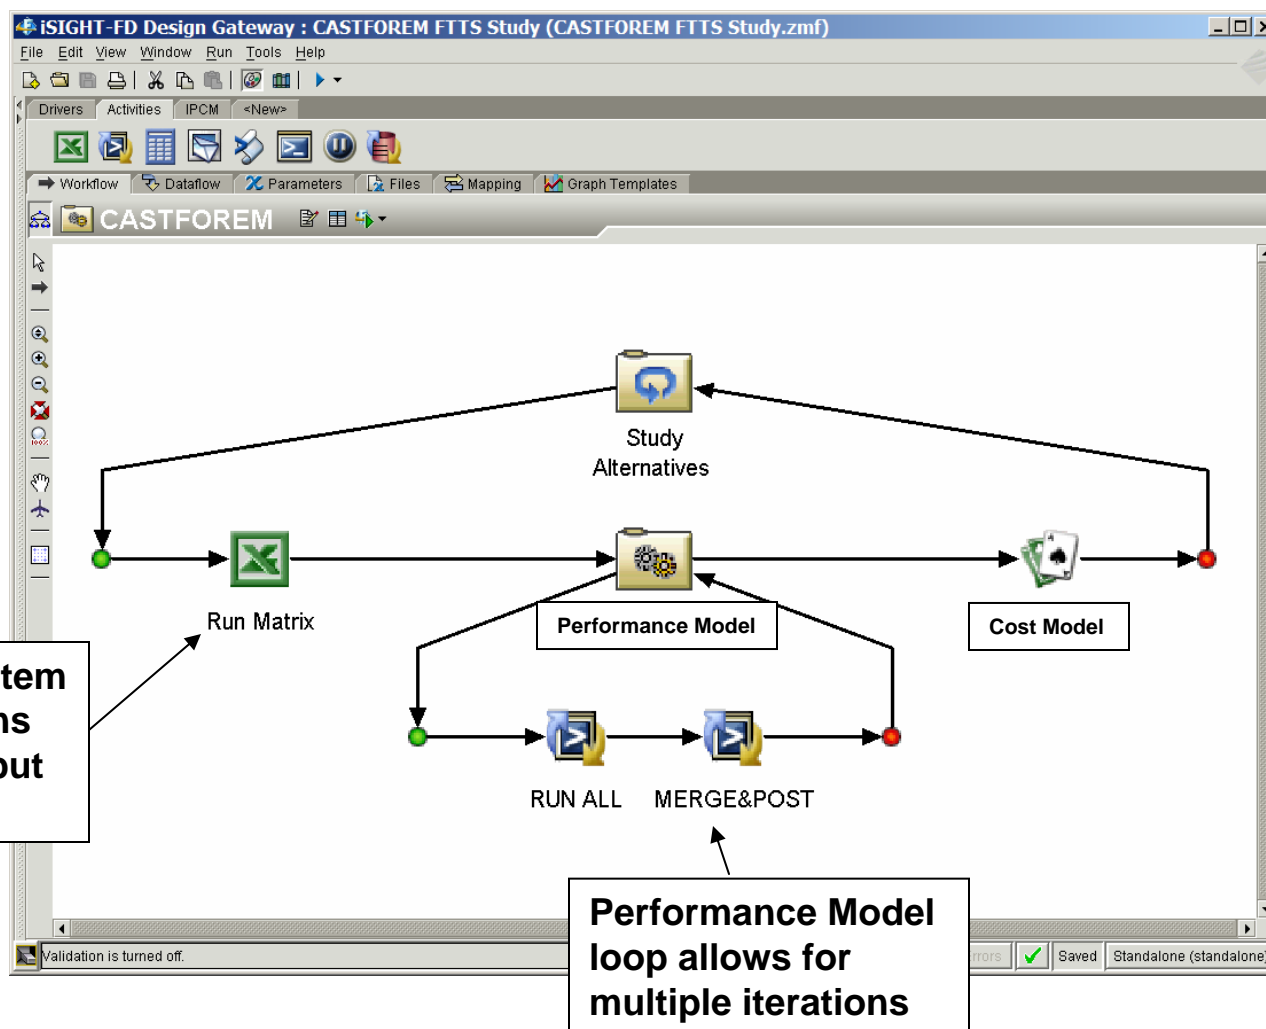 iSIGHT-FD Design Gateway : CASTFOREM FTTS Study (CASTFOREM FTTS Study.zmf)
File Edit View Window Run Tools Help
Drivers Activities IPCM <New>
Workflow Dataflow Parameters Files Mapping Graph Templates
CASTFOREM
100%
Study
Alternatives
Run Matrix
Performance Model
Cost Model
RUN ALL MERGE&POST
Performance Model
loop allows for
multiple iterations
Validation is turned off.
Saved Standalone (standalone)